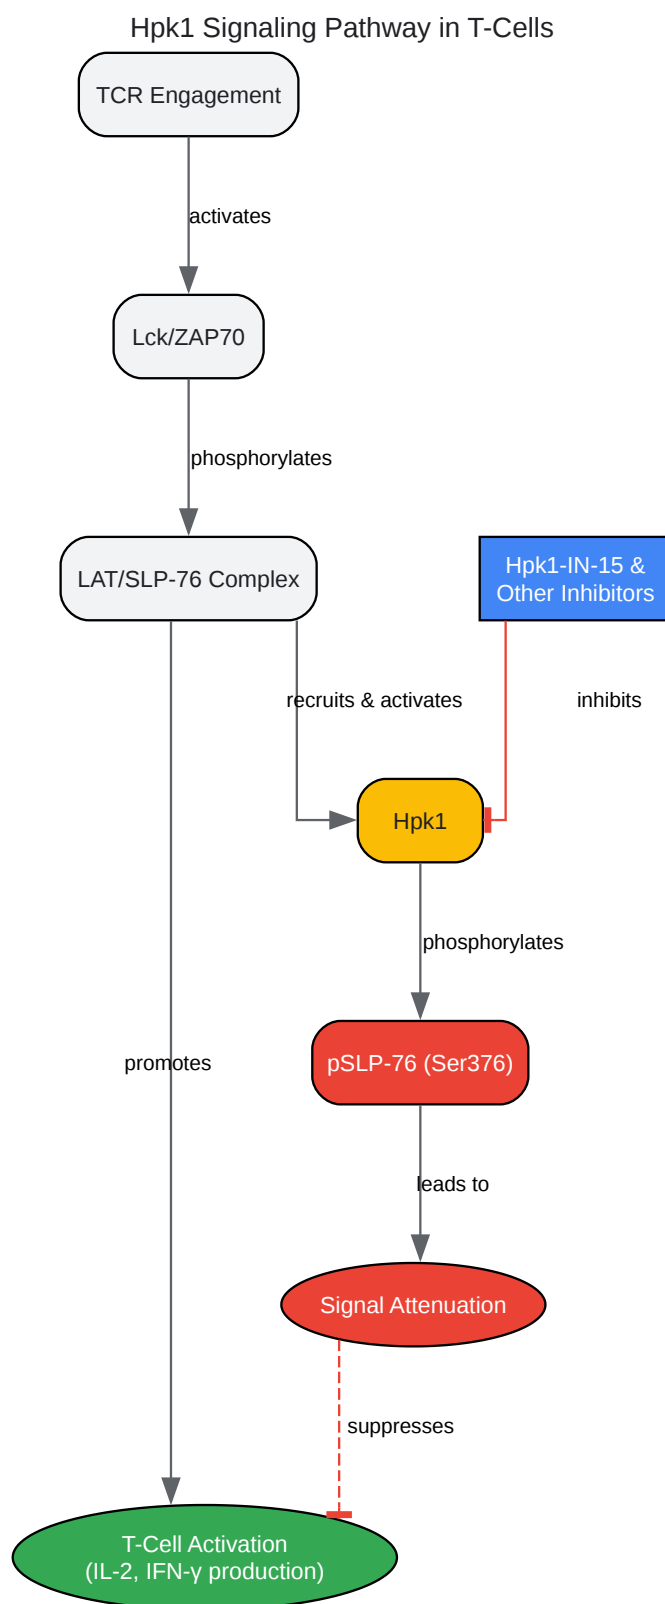 Hpk1 Signaling Pathway in T-Cells
TCR Engagement
activates
Lck/ZAP70
phosphorylates
LAT/SLP-76 Complex
Hpk1-IN-15 &
Other Inhibitors
recruits & activates
inhibits
Hpk1
phosphorylates
promotes
pSLP-76 (Ser376)
leads to
Signal Attenuation
suppresses
T-Cell Activation
(IL-2, IFN-γ production)